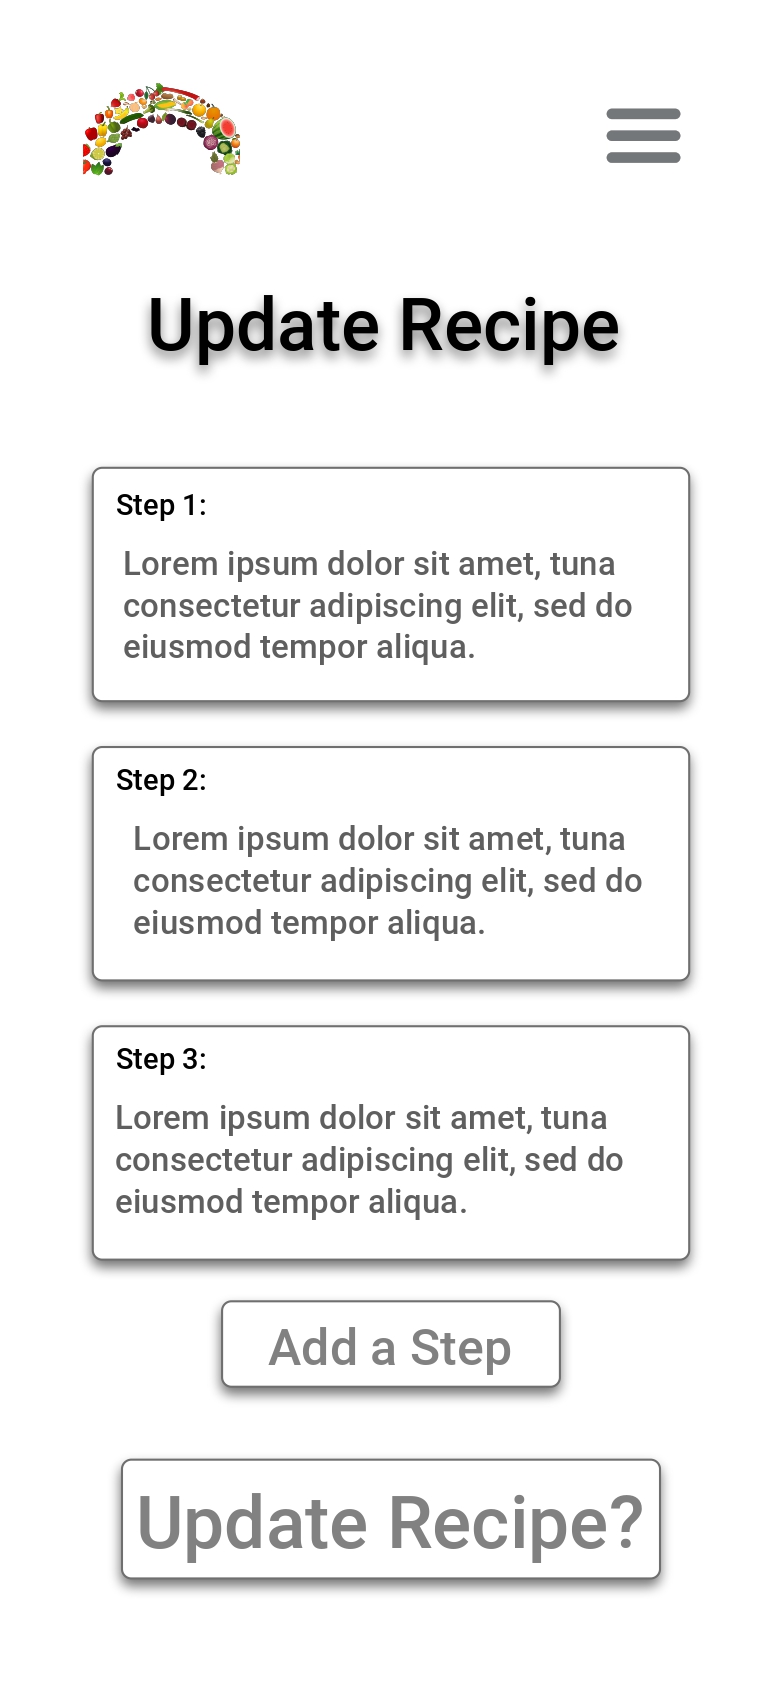 Update Recipe
Step 1:
Lorem ipsum dolor sit amet, tuna
consectetur adipiscing elit, sed do
eiusmod tempor aliqua.
Step 2:
Lorem ipsum dolor sit amet, tuna
consectetur adipiscing elit, sed do
eiusmod tempor aliqua.
Step 3:
Lorem ipsum dolor sit amet, tuna
consectetur adipiscing elit, sed do
eiusmod tempor aliqua.
Add a Step
Update Recipe?